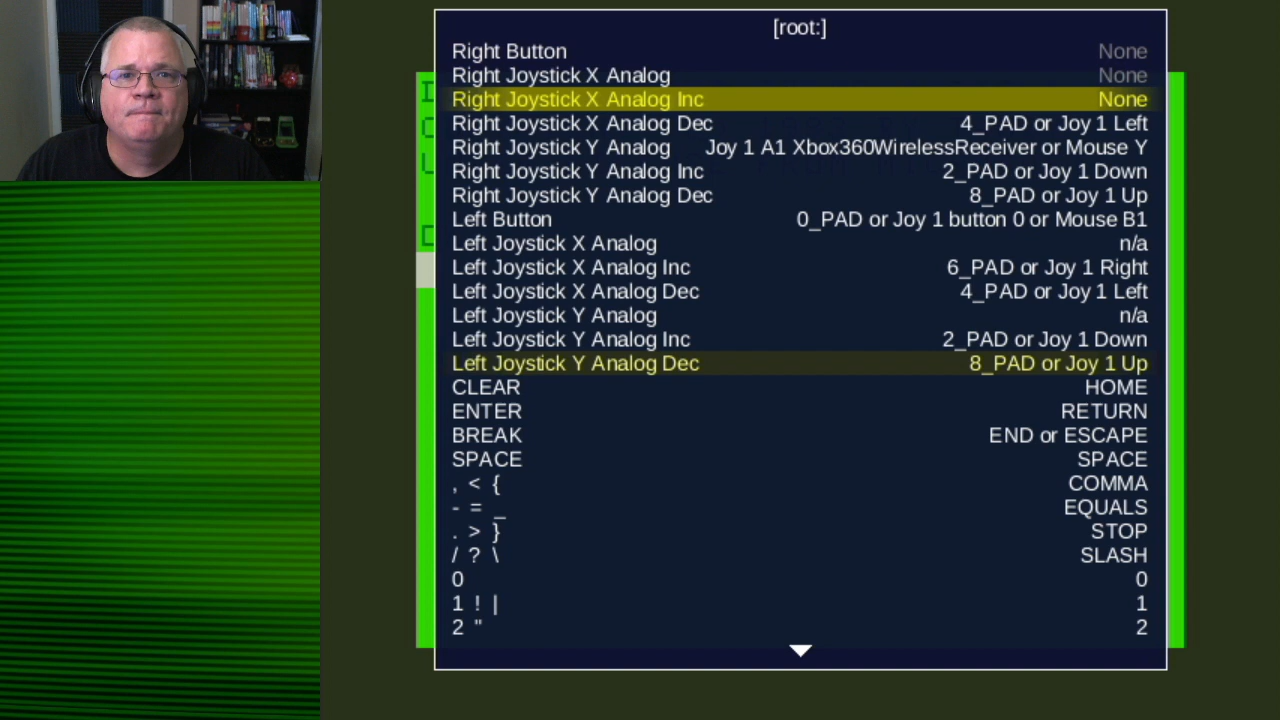 [root:]
Right Button None
Right Joystick X Analog None
Right Joystick X Analog Inc None
Right Joystick X Analog Dec 4_PAD or Joy 1 Left
Right Joystick Y Analog Joy 1 A1 Xbox360WirelessReceiver or Mouse Y
Right Joystick Y Analog Inc 2_PAD or Joy 1 Down
Right Joystick Y Analog Dec 8_PAD or Joy 1 Up
Left Button 0_PAD or Joy 1 button 0 or Mouse B1
Left Joystick X Analog n/a
Left Joystick X Analog Inc 6_PAD or Joy 1 Right
Left Joystick X Analog Dec 4_PAD or Joy 1 Left
Left Joystick Y Analog n/a
Left Joystick Y Analog Inc 2_PAD or Joy 1 Down
Left Joystick Y Analog Dec 8_PAD or Joy 1 Up
CLEAR HOME
ENTER RETURN
BREAK END or ESCAPE
SPACE SPACE
, < { COMMA
- = _ EQUALS
. > } STOP
/ ? \ SLASH
0 0
1 ! | 1
2 " 2